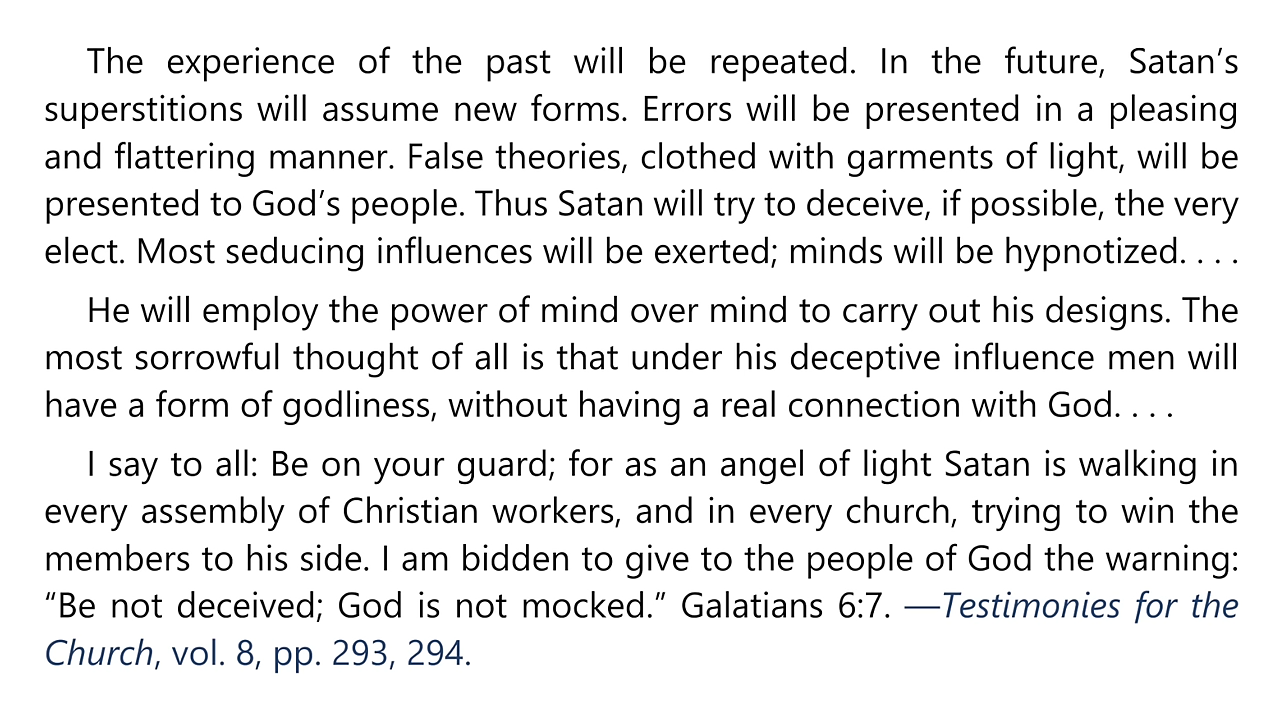 The experience of the past will be repeated. In the future, Satan’s
superstitions will assume new forms. Errors will be presented in a pleasing
and flattering manner. False theories, clothed with garments of light, will be
presented to God’s people. Thus Satan will try to deceive, if possible, the very
elect. Most seducing influences will be exerted; minds will be hypnotized. . . .
He will employ the power of mind over mind to carry out his designs. The
most sorrowful thought of all is that under his deceptive influence men will
have a form of godliness, without having a real connection with God. . . .
I say to all: Be on your guard; for as an angel of light Satan is walking in
every assembly of Christian workers, and in every church, trying to win the
members to his side. I am bidden to give to the people of God the warning:
“Be not deceived; God is not mocked.” Galatians 6:7. —Testimonies for the
Church, vol. 8, pp. 293, 294.